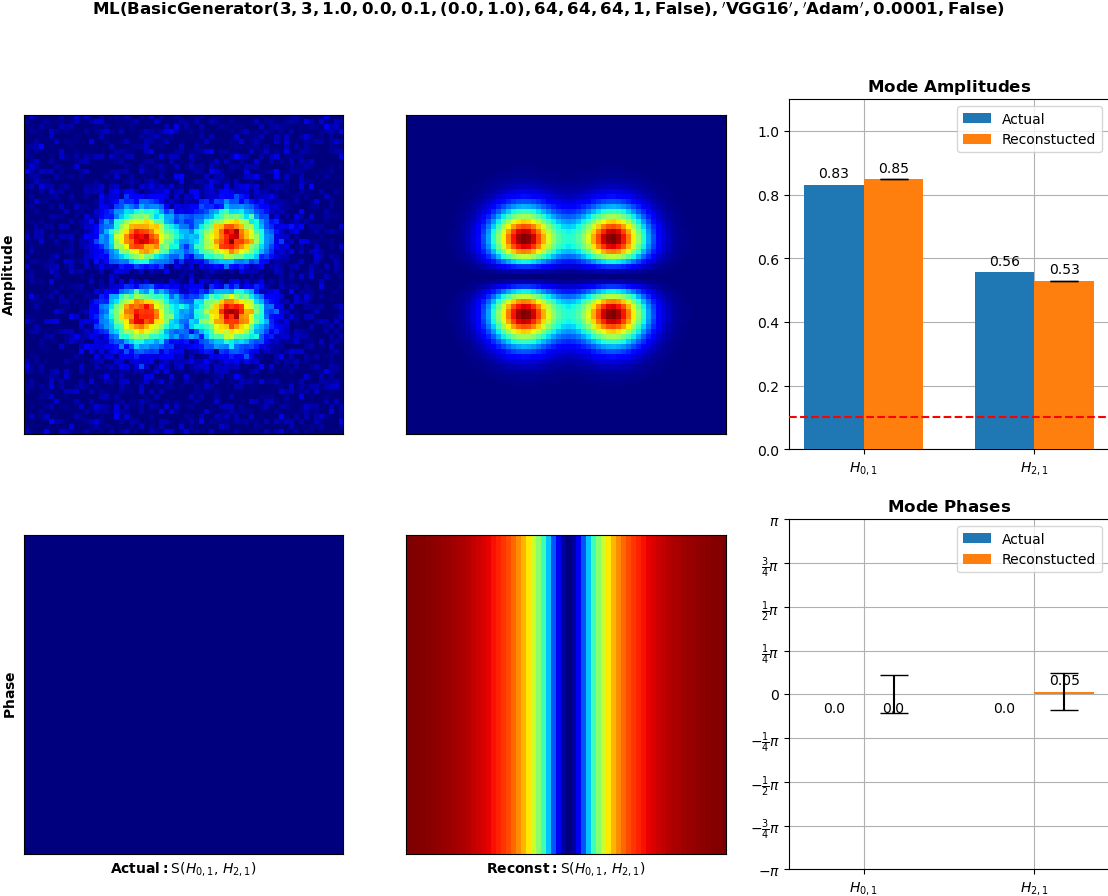 ML(BasicGenerator(3, 3, 1.0, 0.0, 0.1, (0.0, 1.0), 64, 64, 64, 1, False), ′VGG16′, ′Adam′, 0.0001, False)
Amplitude
Mode Amplitudes
Actual
Reconstucted
1.0
0.8
0.6
0.4
0.2
0.0
0.83
0.85
0.56
0.53
H0, 1
H2, 1
Phase
Actual: S(H0, 1, H2, 1)
Reconst: S(H0, 1, H2, 1)
Mode Phases
Actual
Reconstucted
π
3/4π
1/2π
1/4π
0
−1/4π
−1/2π
−3/4π
−π
0.0
0.0
0.0
0.05
H0, 1
H2, 1